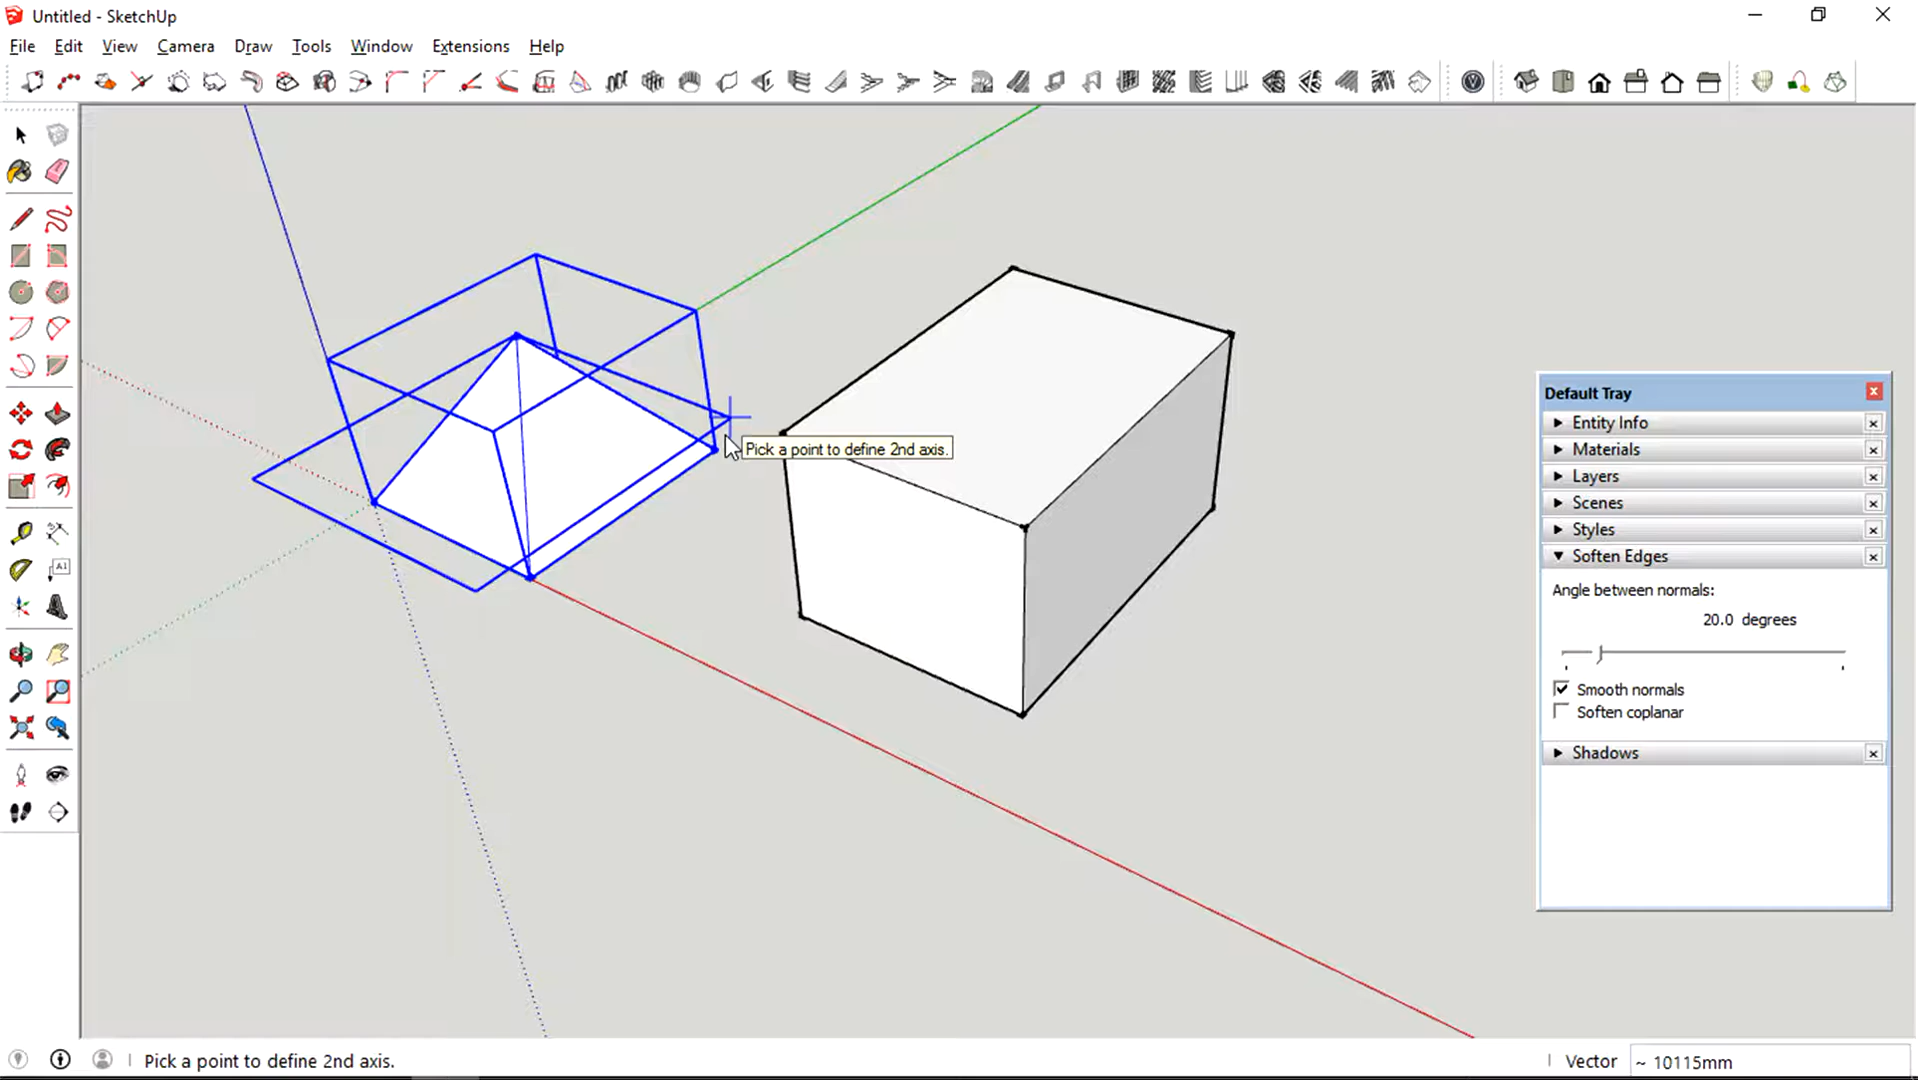 Untitled - SketchUp
File Edit View Camera Draw Tools Window Extensions Help
Pick a point to define 2nd axis.
Default Tray
Entity Info
Materials
Layers
Scenes
Styles
Soften Edges
Angle between normals:
20.0 degrees
Smooth normals
Soften coplanar
Shadows
Pick a point to define 2nd axis.
Vector ~ 10115mm